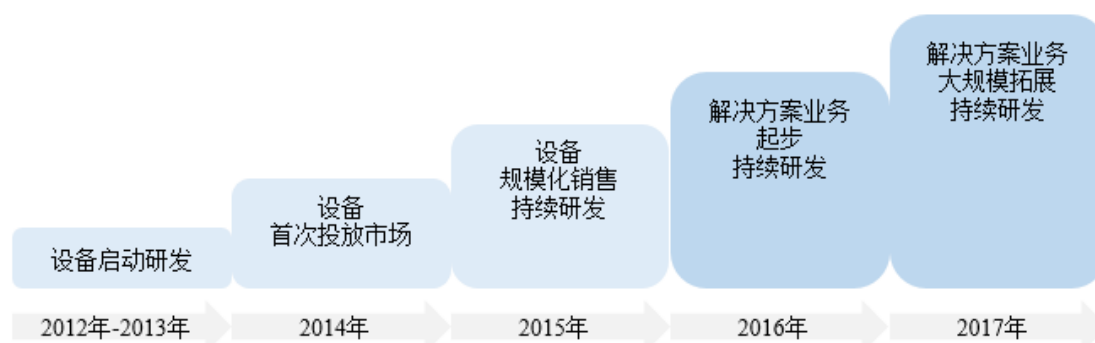 设备启动研发
设备
首次投放市场
设备
规模化销售
持续研发
解决方案业务
起步
持续研发
解决方案业务
大规模拓展
持续研发
2012年-2013年
2014年
2015年
2016年
2017年